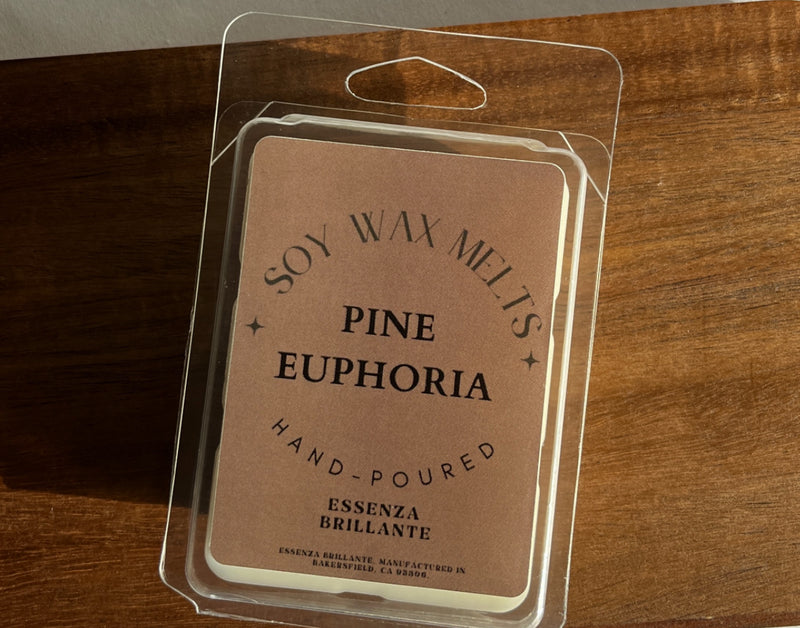 SOY WAX MELTS
PINE
EUPHORIA
HAND-POURED
ESSENZA
BRILLANTE
ESSENZA BRILLANTE, MANUFACTURED IN
BAKERSFIELD, CA 93306